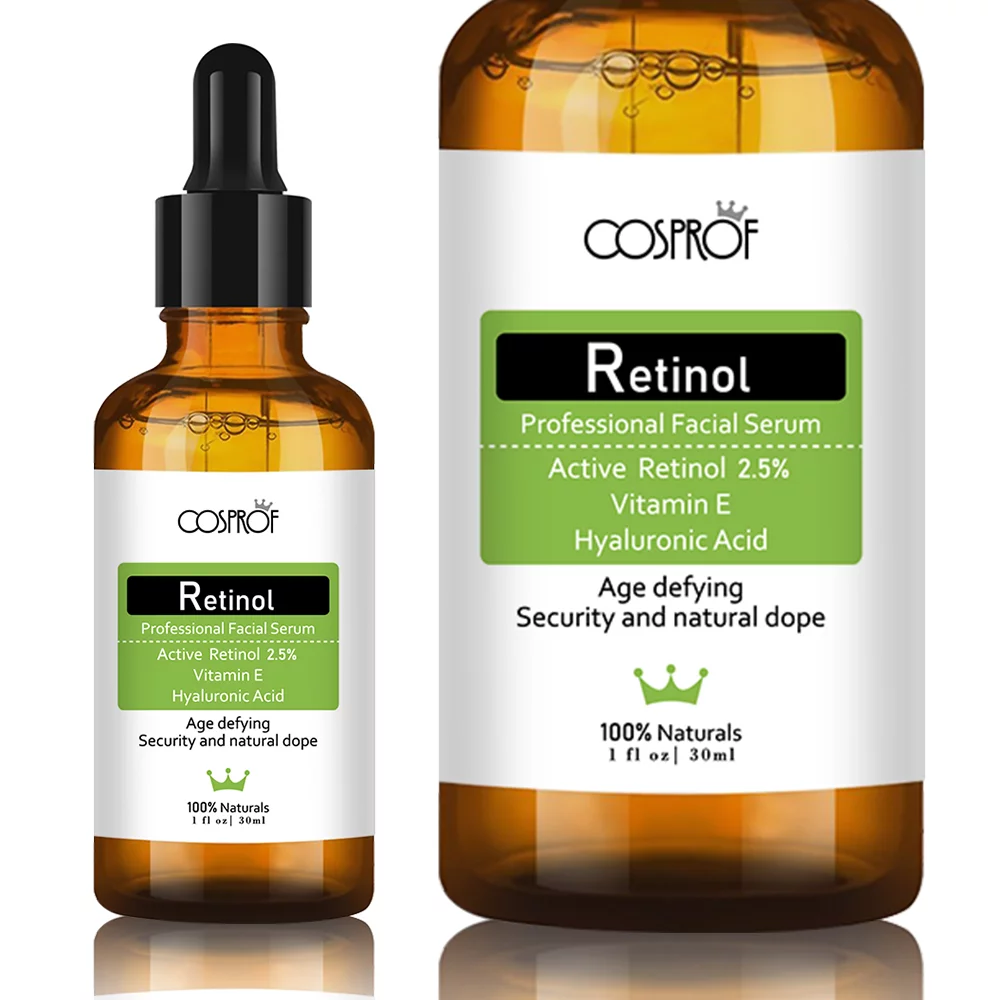 COSPROF
Retinol
Professional Facial Serum
Active Retinol 2.5%
Vitamin E
Hyaluronic Acid
Age defying
Security and natural dope
100% Naturals
1 fl oz| 30ml
COSPROF
Retinol
Professional Facial Serum
Active Retinol 2.5%
Vitamin E
Hyaluronic Acid
Age defying
Security and natural dope
100% Naturals
1 fl oz| 30ml